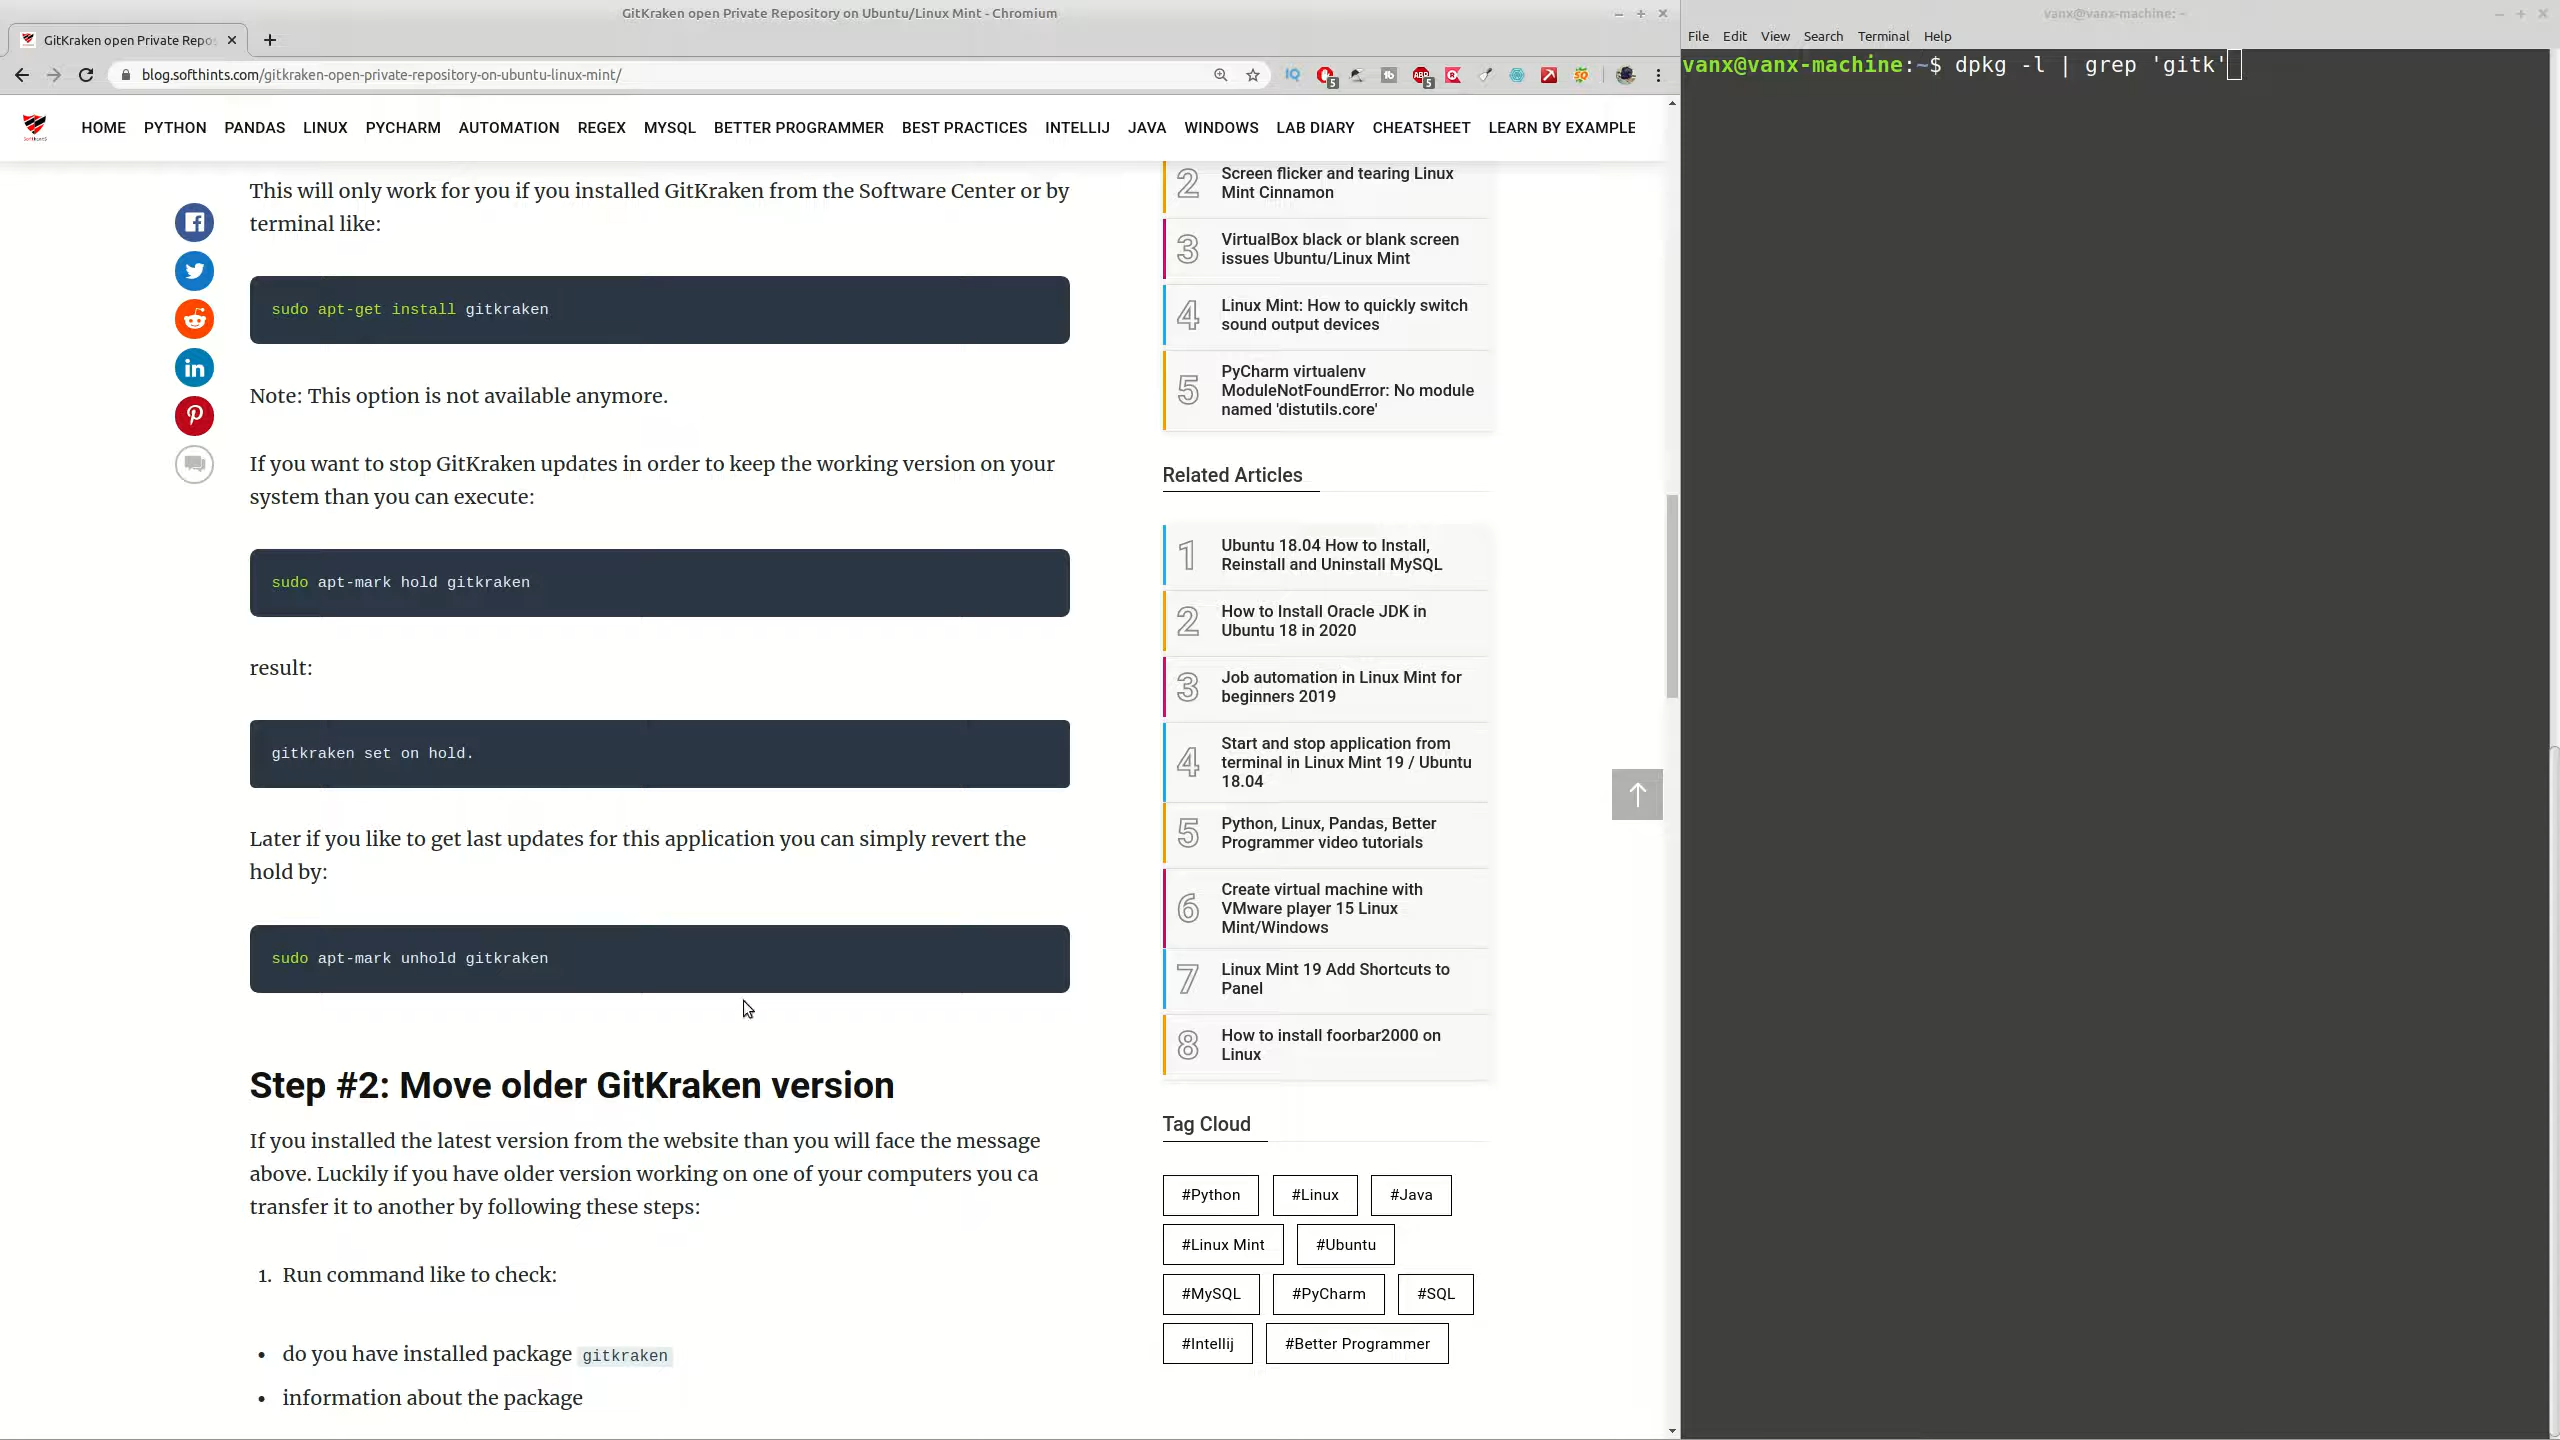 GitKraken open Private Repository on Ubuntu/Linux Mint - Chromium
GitKraken open Private Repos
blog.softhints.com/gitkraken-open-private-repository-on-ubuntu-linux-mint/
HOME PYTHON PANDAS LINUX PYCHARM AUTOMATION REGEX MYSQL BETTER PROGRAMMER BEST PRACTICES INTELLIJ JAVA WINDOWS LAB DIARY CHEATSHEET LEARN BY EXAMPLE
This will only work for you if you installed GitKraken from the Software Center or by
terminal like:
sudo apt-get install gitkraken
Note: This option is not available anymore.
If you want to stop GitKraken updates in order to keep the working version on your
system than you can execute:
sudo apt-mark hold gitkraken
result:
gitkraken set on hold.
Later if you like to get last updates for this application you can simply revert the
hold by:
sudo apt-mark unhold gitkraken
Step #2: Move older GitKraken version
If you installed the latest version from the website than you will face the message
above. Luckily if you have older version working on one of your computers you ca
transfer it to another by following these steps:
1. Run command like to check:
• do you have installed package gitkraken
• information about the package
2 Screen flicker and tearing Linux
Mint Cinnamon
3 VirtualBox black or blank screen
issues Ubuntu/Linux Mint
4 Linux Mint: How to quickly switch
sound output devices
5 PyCharm virtualenv
ModuleNotFoundError: No module
named 'distutils.core'
Related Articles
1 Ubuntu 18.04 How to Install,
Reinstall and Uninstall MySQL
2 How to Install Oracle JDK in
Ubuntu 18 in 2020
3 Job automation in Linux Mint for
beginners 2019
4 Start and stop application from
terminal in Linux Mint 19 / Ubuntu
18.04
5 Python, Linux, Pandas, Better
Programmer video tutorials
6 Create virtual machine with
VMware player 15 Linux
Mint/Windows
7 Linux Mint 19 Add Shortcuts to
Panel
8 How to install foorbar2000 on
Linux
Tag Cloud
#Python #Linux #Java
#Linux Mint #Ubuntu
#MySQL #PyCharm #SQL
#Intellij #Better Programmer
vanx@vanx-machine: ~
File Edit View Search Terminal Help
vanx@vanx-machine:~$ dpkg -l | grep 'gitk'